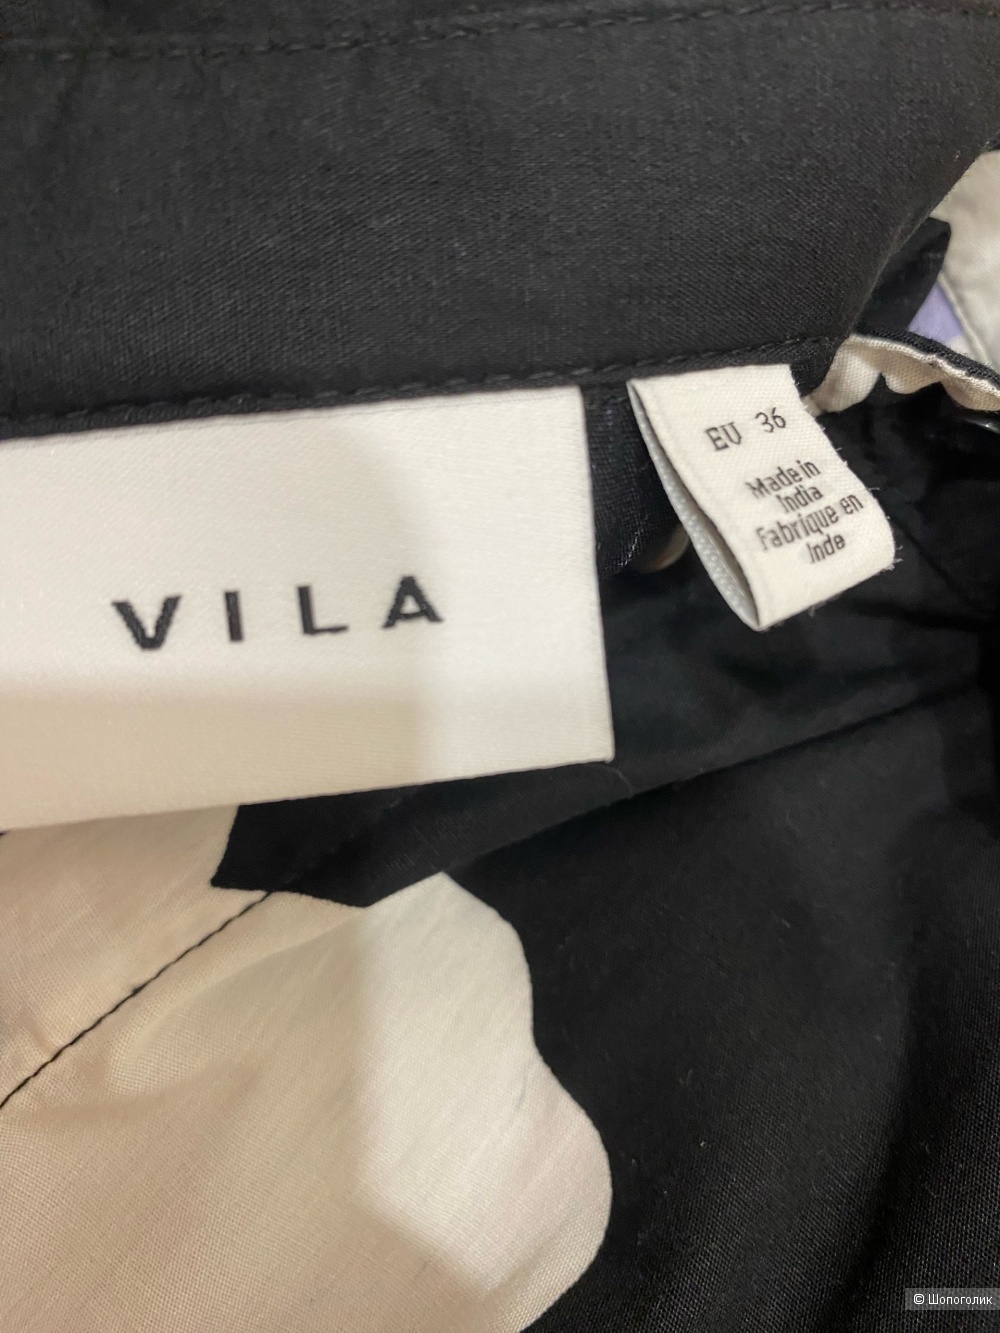 VILA
EU 36
Made in
India
Fabrique en
Inde
© Шопоголик